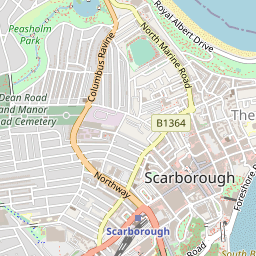 Peasholm
Park
Columbus Ravine
North Marine Road
Royal Albert Drive
Dean Road
and Manor
oad Cemetery
B1364
The
Scarborough
Northway
Foreshore
Scarborough
Road
South B